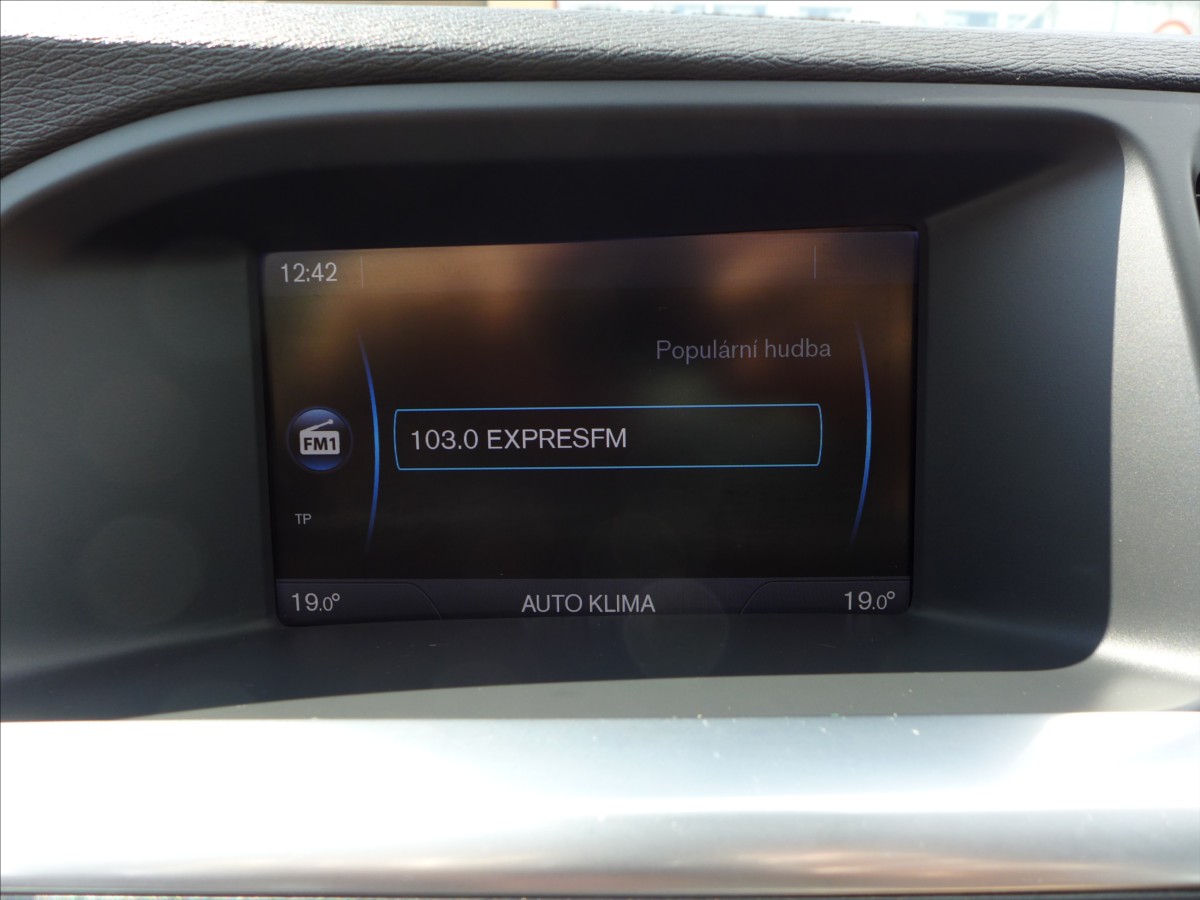 12:42
Populární hudba
103.0 EXPRESFM
FM1
TP
19.0° AUTO KLIMA 19.0°